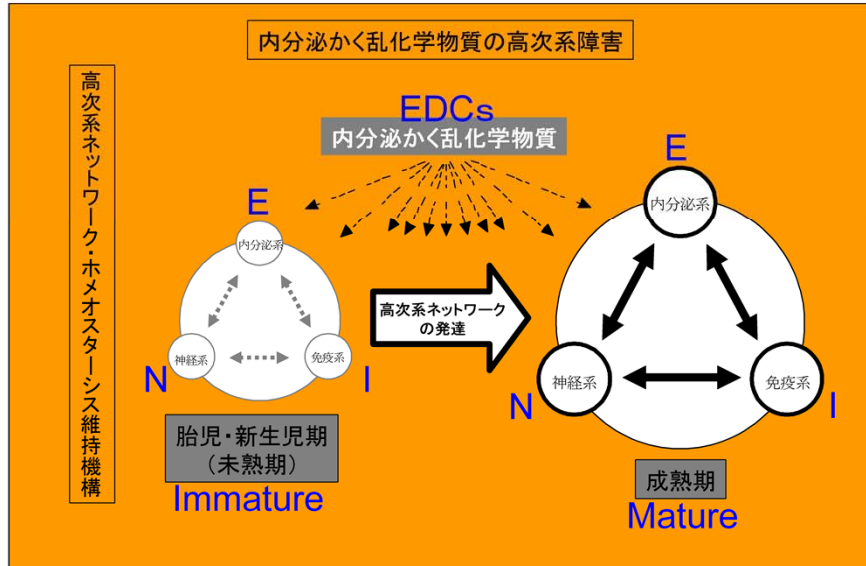 内分泌かく乱化学物質の高次系障害
高次系ネットワーク・ホメオスターシス維持機構
EDCs
内分泌かく乱化学物質
E
内分泌系
神経系
免疫系
N
I
胎児・新生児期
(未熟期)
Immature
高次系ネットワーク
の発達
E
内分泌系
神経系
免疫系
N
I
成熟期
Mature